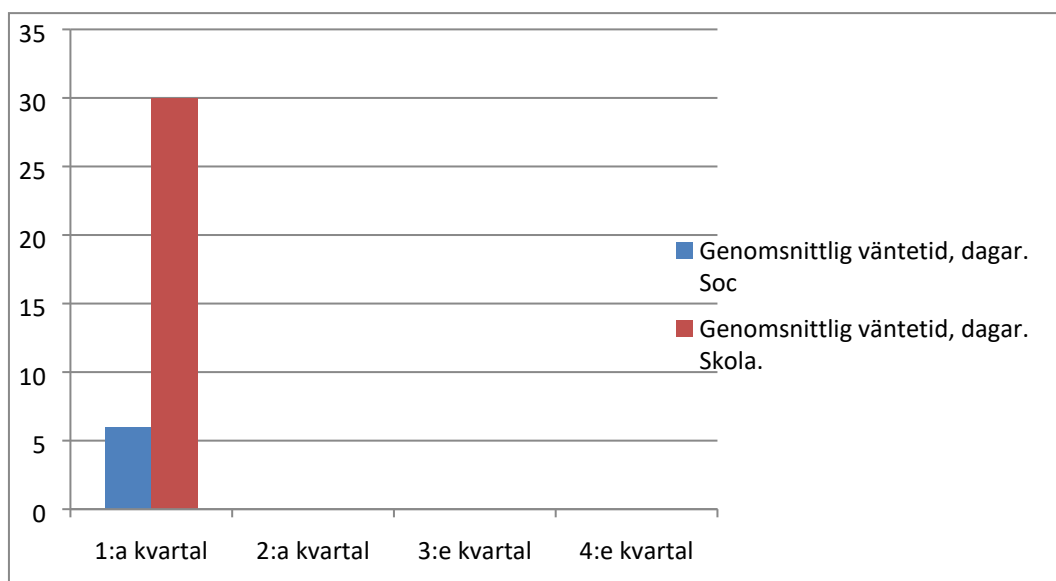 35
30
25
20
15
10
5
0
1:a kvartal 2:a kvartal 3:e kvartal 4:e kvartal
Genomsnittlig väntetid, dagar.
Soc
Genomsnittlig väntetid, dagar.
Skola.